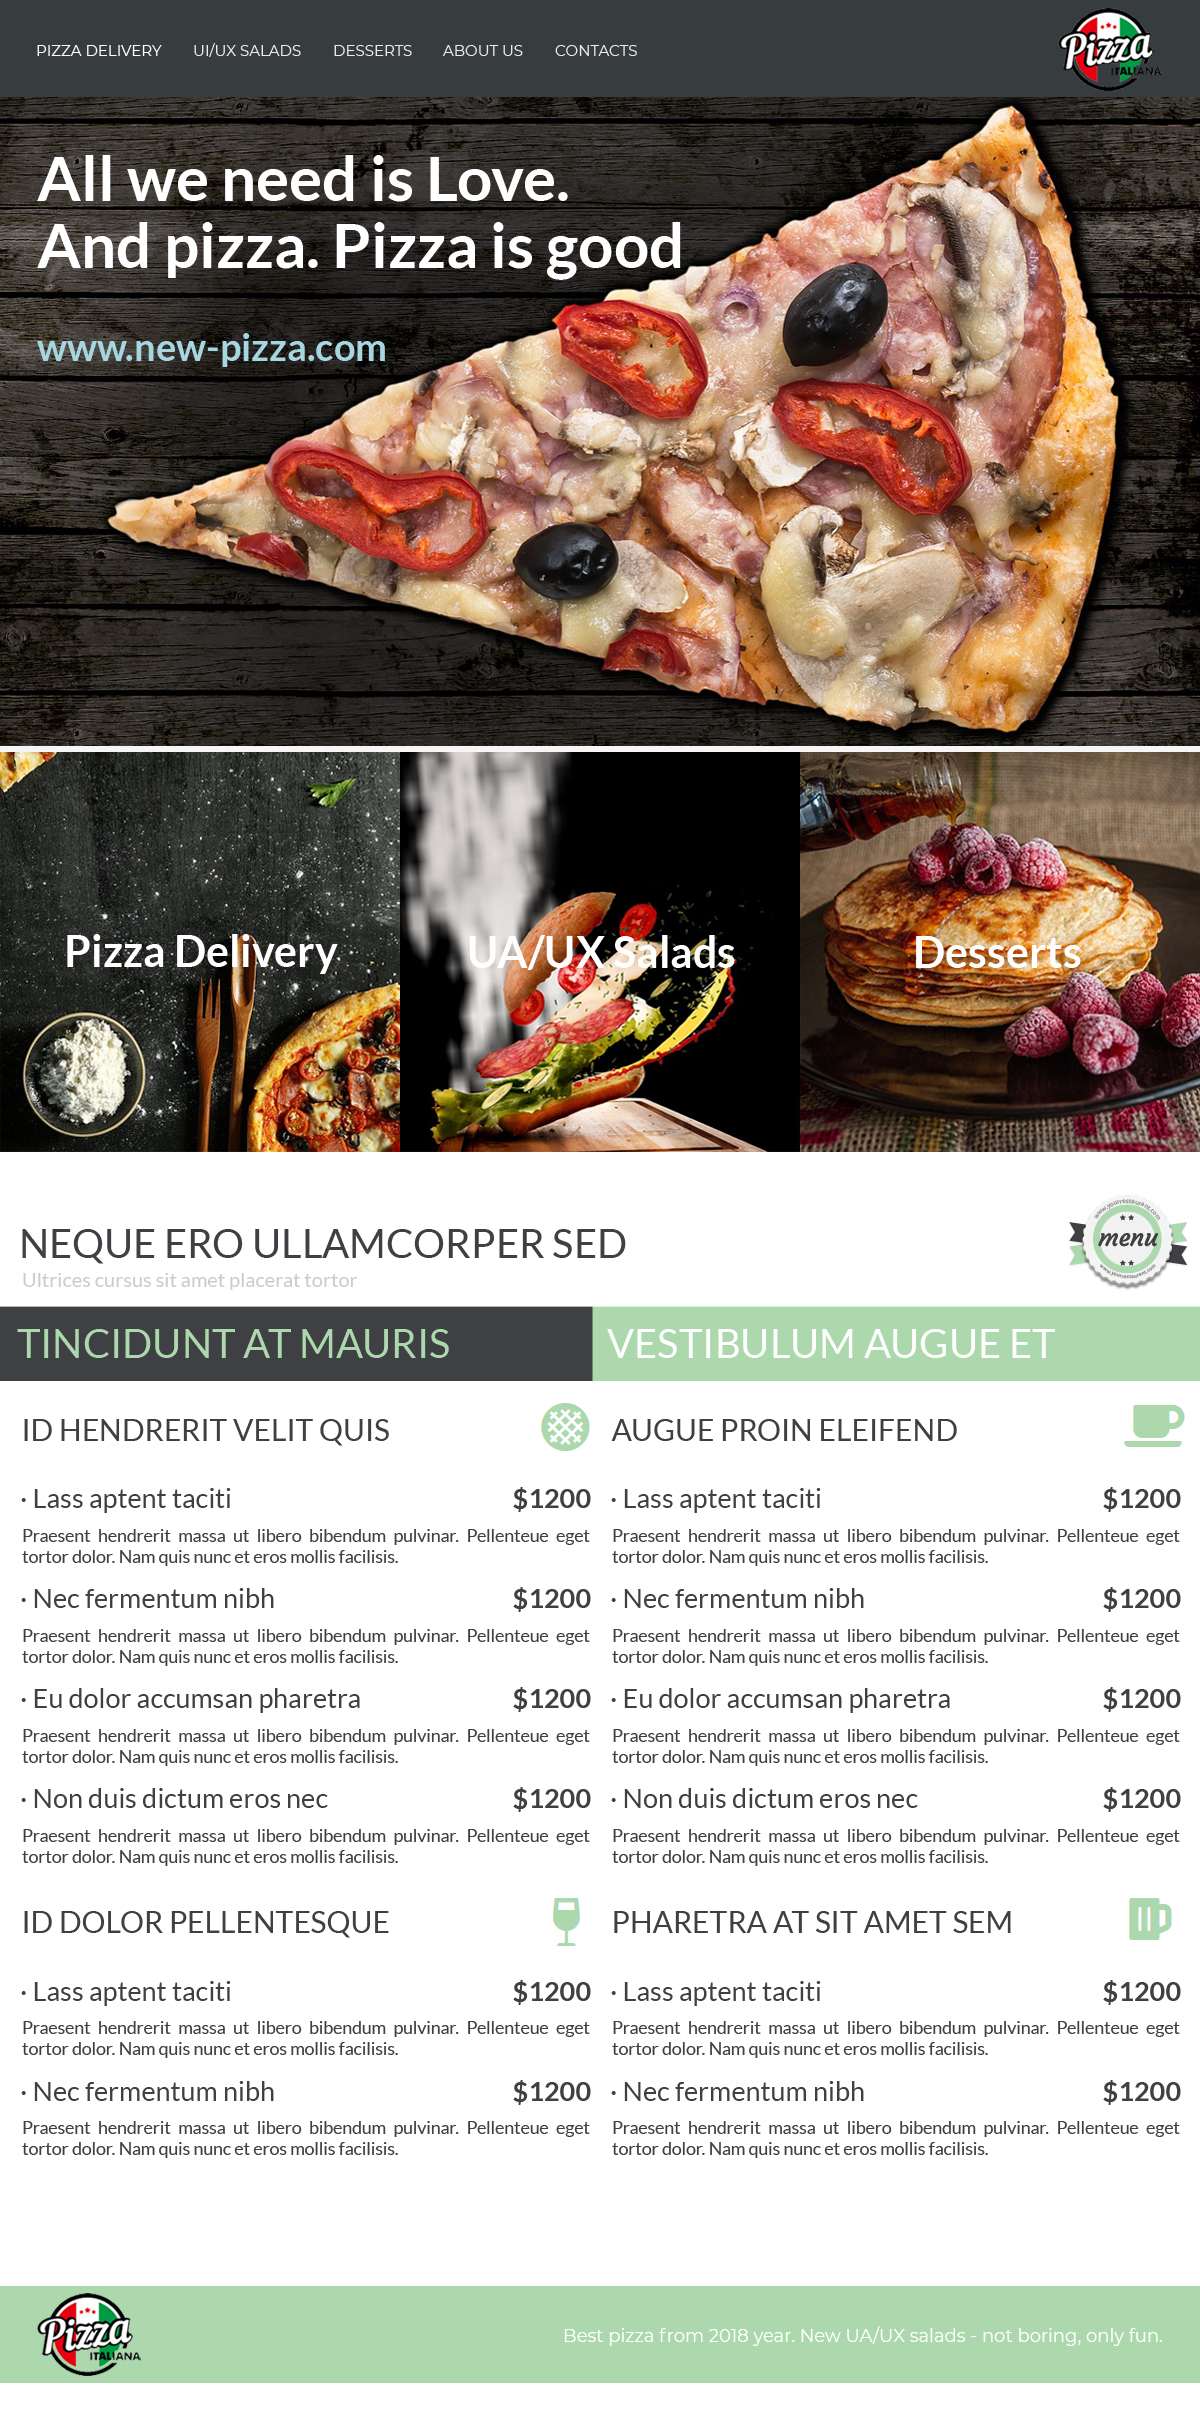 PIZZA DELIVERY UI/UX SALADS DESSERTS ABOUT US CONTACTS
Pizza
ITALIANA
All we need is Love.
And pizza. Pizza is good
www.new-pizza.com
Pizza Delivery
UA/UX Salads
Desserts
NEQUE ERO ULLAMCORPER SED
Ultrices cursus sit amet placerat tortor
www.yourrestaurent.com
menu
www.yourrestaurent.com
TINCIDUNT AT MAURIS
VESTIBULUM AUGUE ET
ID HENDRERIT VELIT QUIS
· Lass aptent taciti $1200
Praesent hendrerit massa ut libero bibendum pulvinar. Pellenteue eget
tortor dolor. Nam quis nunc et eros mollis facilisis.
· Nec fermentum nibh $1200
Praesent hendrerit massa ut libero bibendum pulvinar. Pellenteue eget
tortor dolor. Nam quis nunc et eros mollis facilisis.
· Eu dolor accumsan pharetra $1200
Praesent hendrerit massa ut libero bibendum pulvinar. Pellenteue eget
tortor dolor. Nam quis nunc et eros mollis facilisis.
· Non duis dictum eros nec $1200
Praesent hendrerit massa ut libero bibendum pulvinar. Pellenteue eget
tortor dolor. Nam quis nunc et eros mollis facilisis.
ID DOLOR PELLENTESQUE
· Lass aptent taciti $1200
Praesent hendrerit massa ut libero bibendum pulvinar. Pellenteue eget
tortor dolor. Nam quis nunc et eros mollis facilisis.
· Nec fermentum nibh $1200
Praesent hendrerit massa ut libero bibendum pulvinar. Pellenteue eget
tortor dolor. Nam quis nunc et eros mollis facilisis.
AUGUE PROIN ELEIFEND
· Lass aptent taciti $1200
Praesent hendrerit massa ut libero bibendum pulvinar. Pellenteue eget
tortor dolor. Nam quis nunc et eros mollis facilisis.
· Nec fermentum nibh $1200
Praesent hendrerit massa ut libero bibendum pulvinar. Pellenteue eget
tortor dolor. Nam quis nunc et eros mollis facilisis.
· Eu dolor accumsan pharetra $1200
Praesent hendrerit massa ut libero bibendum pulvinar. Pellenteue eget
tortor dolor. Nam quis nunc et eros mollis facilisis.
· Non duis dictum eros nec $1200
Praesent hendrerit massa ut libero bibendum pulvinar. Pellenteue eget
tortor dolor. Nam quis nunc et eros mollis facilisis.
PHARETRA AT SIT AMET SEM
· Lass aptent taciti $1200
Praesent hendrerit massa ut libero bibendum pulvinar. Pellenteue eget
tortor dolor. Nam quis nunc et eros mollis facilisis.
· Nec fermentum nibh $1200
Praesent hendrerit massa ut libero bibendum pulvinar. Pellenteue eget
tortor dolor. Nam quis nunc et eros mollis facilisis.
Pizza
ITALIANA
Best pizza from 2018 year. New UA/UX salads - not boring, only fun.